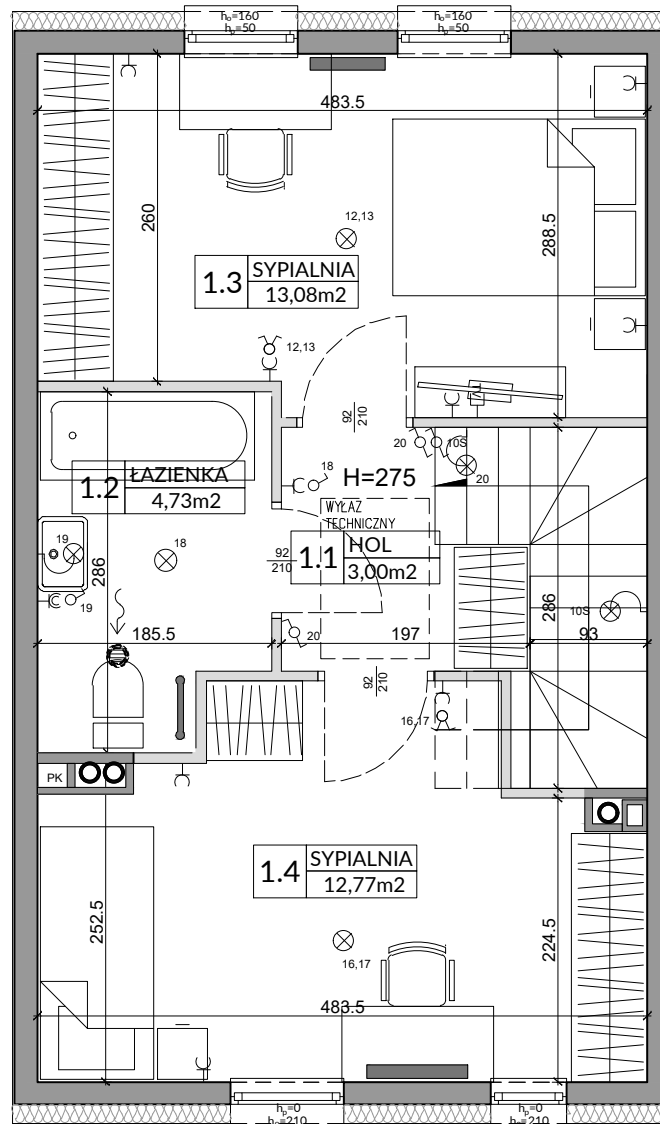 h₀=160
hₚ=50
h₀=160
hₚ=50
483.5
260
288.5
12,13
1.3
SYPIALNIA
13,08m2
12,13
92
210
20
10S
20
H=275
18
1.2
ŁAZIENKA
4,73m2
WYŁAZ
TECHNICZNY
1.1
HOL
3,00m2
92
210
19
18
19
286
286
10S
185.5
20
197
93
92
210
16,17
PK
1.4
SYPIALNIA
12,77m2
252.5
224.5
16,17
483.5
hₚ=0
h₀=210
hₚ=0
h₀=210